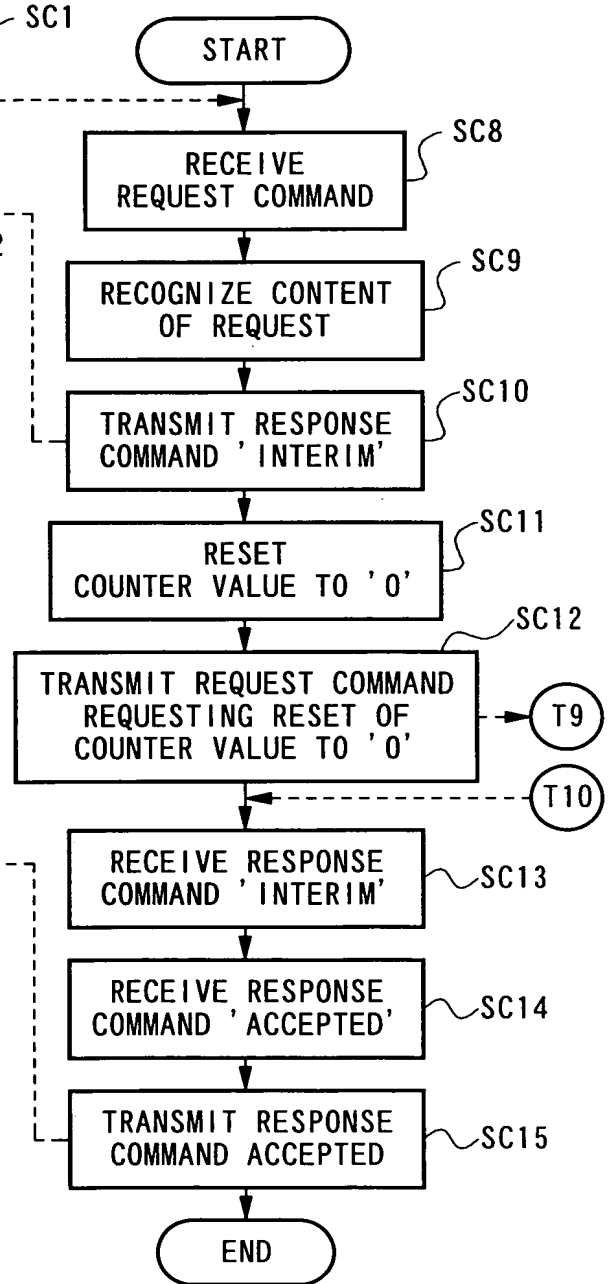 SC1
START
SC8
RECEIVE
REQUEST COMMAND
2
SC9
RECOGNIZE CONTENT
OF REQUEST
SC10
TRANSMIT RESPONSE
COMMAND 'INTERIM'
SC11
RESET
COUNTER VALUE TO '0'
SC12
TRANSMIT REQUEST COMMAND
REQUESTING RESET OF
COUNTER VALUE TO '0'
T9
T10
RECEIVE RESPONSE
COMMAND 'INTERIM'
SC13
RECEIVE RESPONSE
COMMAND 'ACCEPTED'
SC14
TRANSMIT RESPONSE
COMMAND ACCEPTED
SC15
END